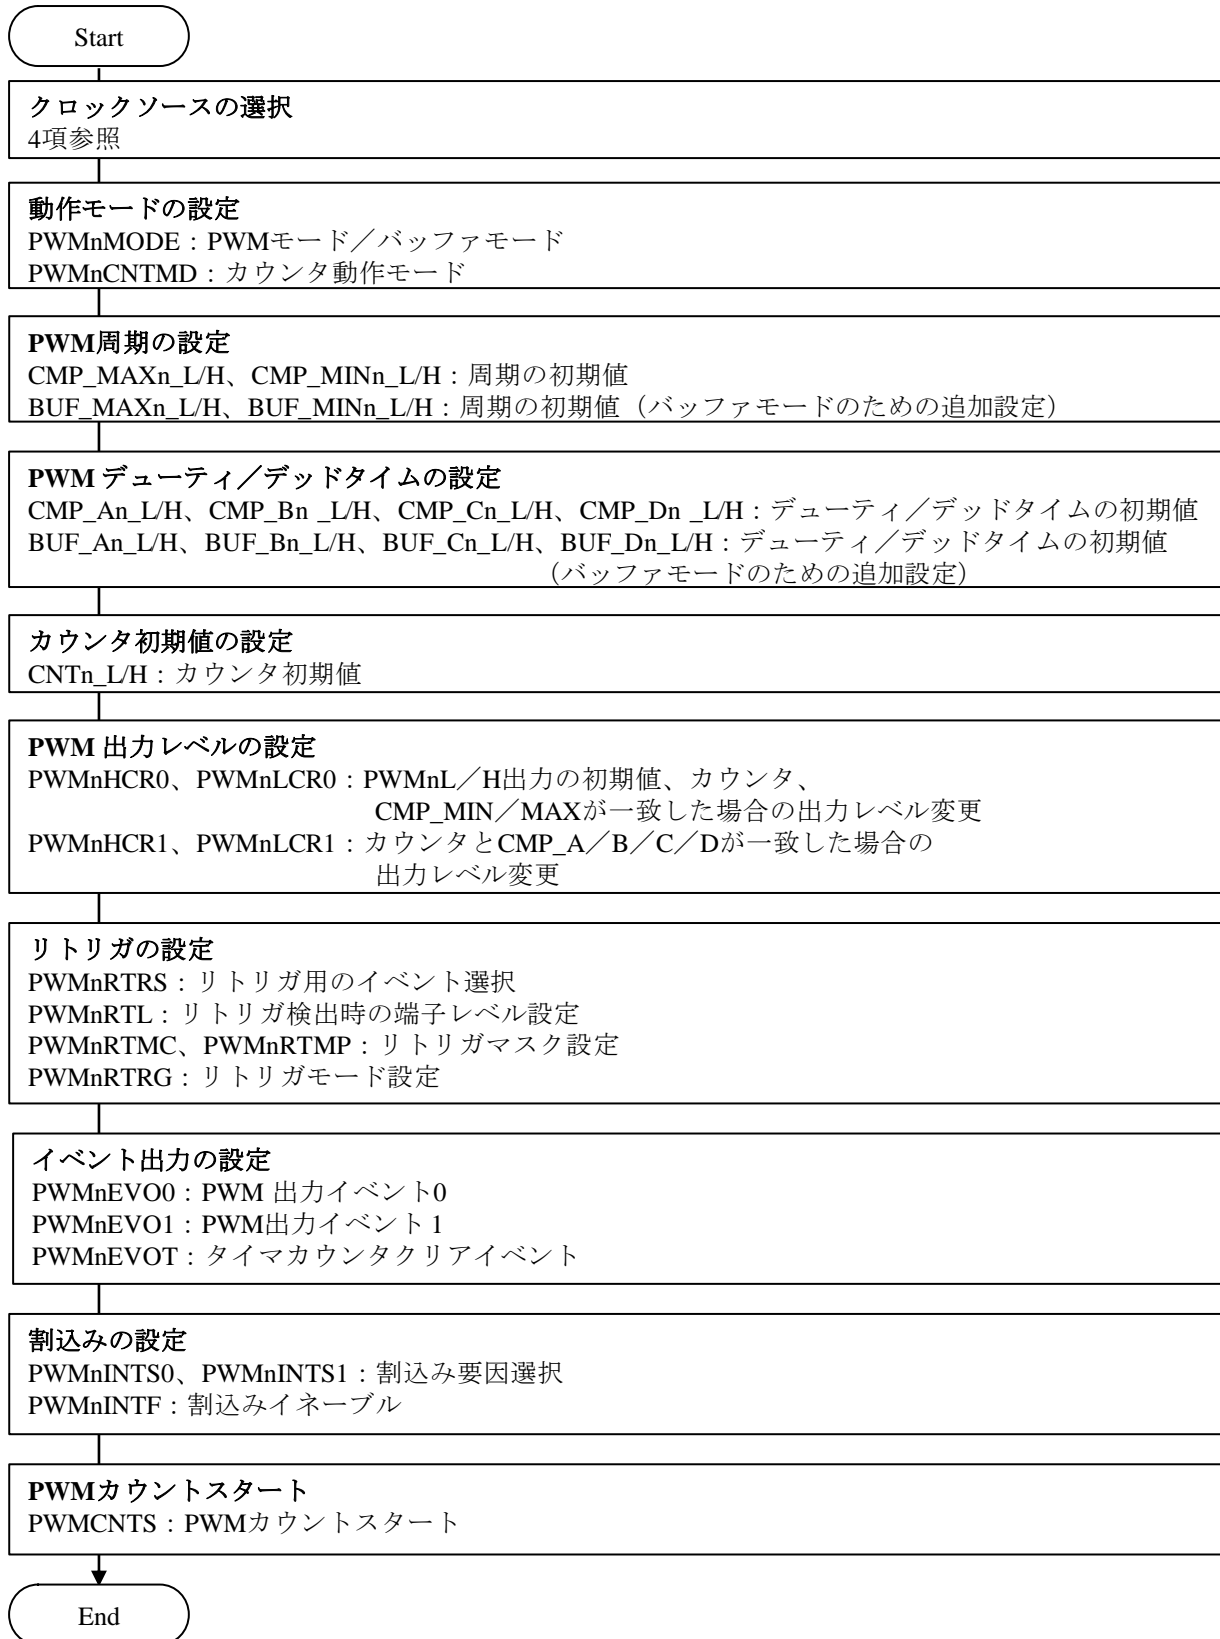 Start
クロックソースの選択
4項参照
動作モードの設定
PWMnMODE：PWMモード／バッファモード
PWMnCNTMD：カウンタ動作モード
PWM周期の設定
CMP_MAXn_L/H、CMP_MINn_L/H：周期の初期値
BUF_MAXn_L/H、BUF_MINn_L/H：周期の初期値（バッファモードのための追加設定）
PWM デューティ／デッドタイムの設定
CMP_An_L/H、CMP_Bn _L/H、CMP_Cn_L/H、CMP_Dn _L/H：デューティ／デッドタイムの初期値
BUF_An_L/H、BUF_Bn_L/H、BUF_Cn_L/H、BUF_Dn_L/H：デューティ／デッドタイムの初期値
（バッファモードのための追加設定）
カウンタ初期値の設定
CNTn_L/H：カウンタ初期値
PWM 出力レベルの設定
PWMnHCR0、PWMnLCR0：PWMnL／H出力の初期値、カウンタ、
CMP_MIN／MAXが一致した場合の出力レベル変更
PWMnHCR1、PWMnLCR1：カウンタとCMP_A／B／C／Dが一致した場合の
出力レベル変更
リトリガの設定
PWMnRTRS：リトリガ用のイベント選択
PWMnRTL：リトリガ検出時の端子レベル設定
PWMnRTMC、PWMnRTMP：リトリガマスク設定
PWMnRTRG：リトリガモード設定
イベント出力の設定
PWMnEVO0：PWM 出力イベント0
PWMnEVO1：PWM出力イベント 1
PWMnEVOT：タイマカウンタクリアイベント
割込みの設定
PWMnINTS0、PWMnINTS1：割込み要因選択
PWMnINTF：割込みイネーブル
PWMカウントスタート
PWMCNTS：PWMカウントスタート
End